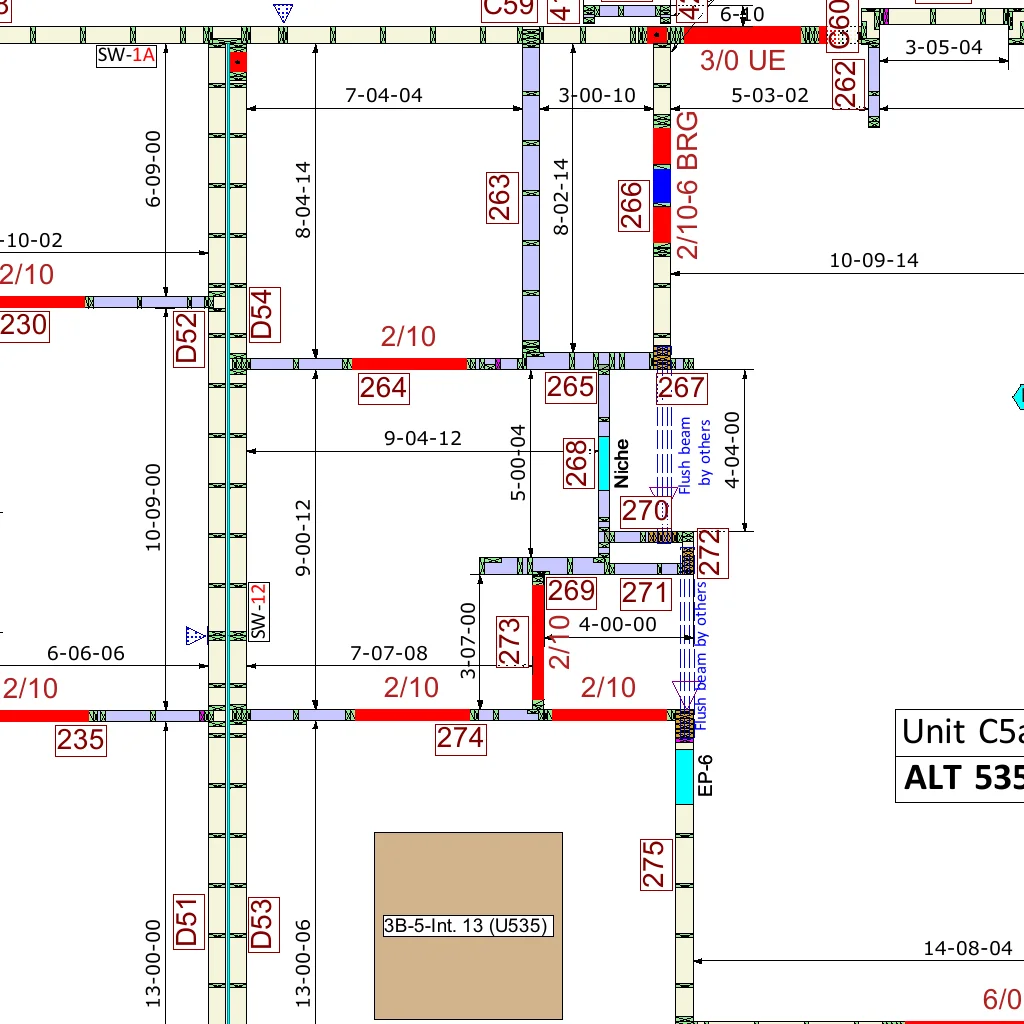 C59
6-10
C60
SW-1A
3/0 UE
3-05-04
262
7-04-04
3-00-10
5-03-02
6-09-00
8-04-14
263
8-02-14
266
2/10-6 BRG
-10-02
10-09-14
2/10
230
D52
D54
2/10
264
265
267
9-04-12
5-00-04
268
Niche
Flush beam
by others
4-04-00
10-09-00
9-00-12
270
272
269
271
SW-12
3-07-00
273
2/10
4-00-00
Flush beam by others
6-06-06
7-07-08
2/10
2/10
2/10
235
274
Unit C5a
ALT 535
EP-6
275
3B-5-Int. 13 (U535)
D51
D53
13-00-00
13-00-06
14-08-04
6/0